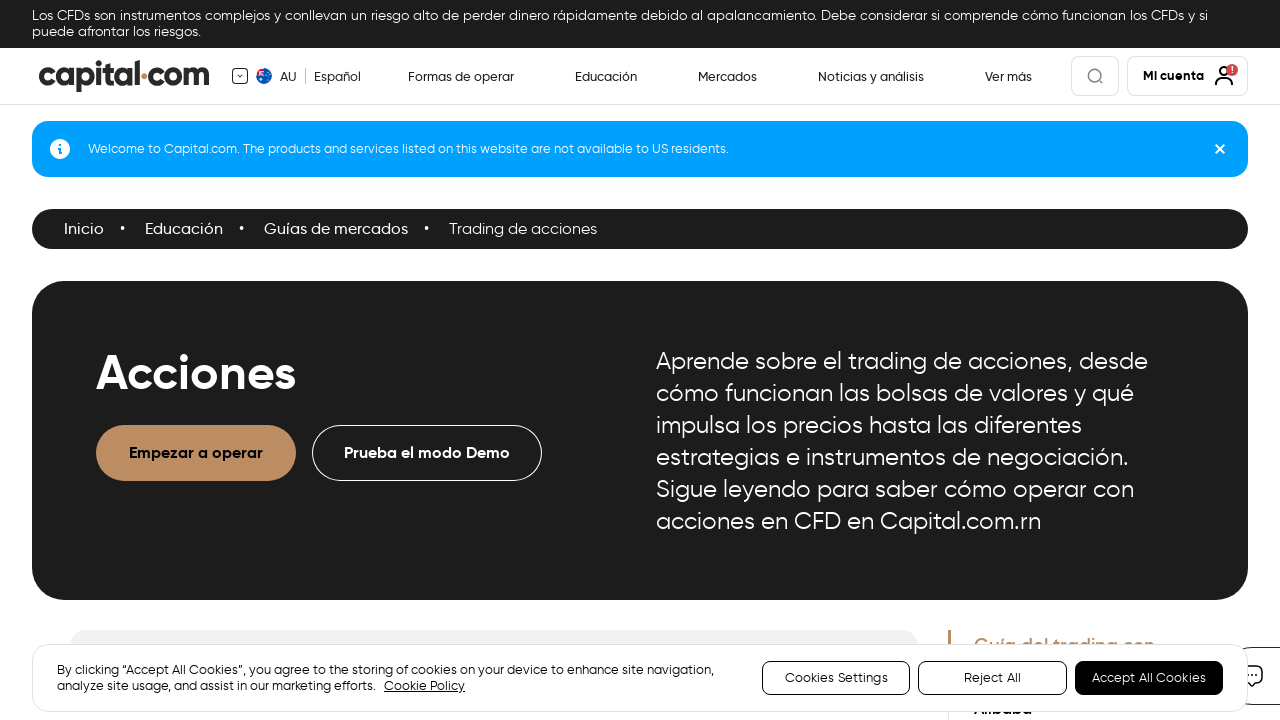 Los CFDs son instrumentos complejos y conllevan un riesgo alto de perder dinero rápidamente debido al apalancamiento. Debe considerar si comprende cómo funcionan los CFDs y si
puede afrontar los riesgos.
capital.com
AU
Español
Formas de operar
Educación
Mercados
Noticias y análisis
Ver más
Mi cuenta
!
Welcome to Capital.com. The products and services listed on this website are not available to US residents.
Inicio • Educación • Guías de mercados • Trading de acciones
Acciones
Empezar a operar
Prueba el modo Demo
Aprende sobre el trading de acciones, desde
cómo funcionan las bolsas de valores y qué
impulsa los precios hasta las diferentes
estrategias e instrumentos de negociación.
Sigue leyendo para saber cómo operar con
acciones en CFD en Capital.com.rn
Guía del trading con
Alibaba
By clicking “Accept All Cookies”, you agree to the storing of cookies on your device to enhance site navigation,
analyze site usage, and assist in our marketing efforts. Cookie Policy
Cookies Settings
Reject All
Accept All Cookies